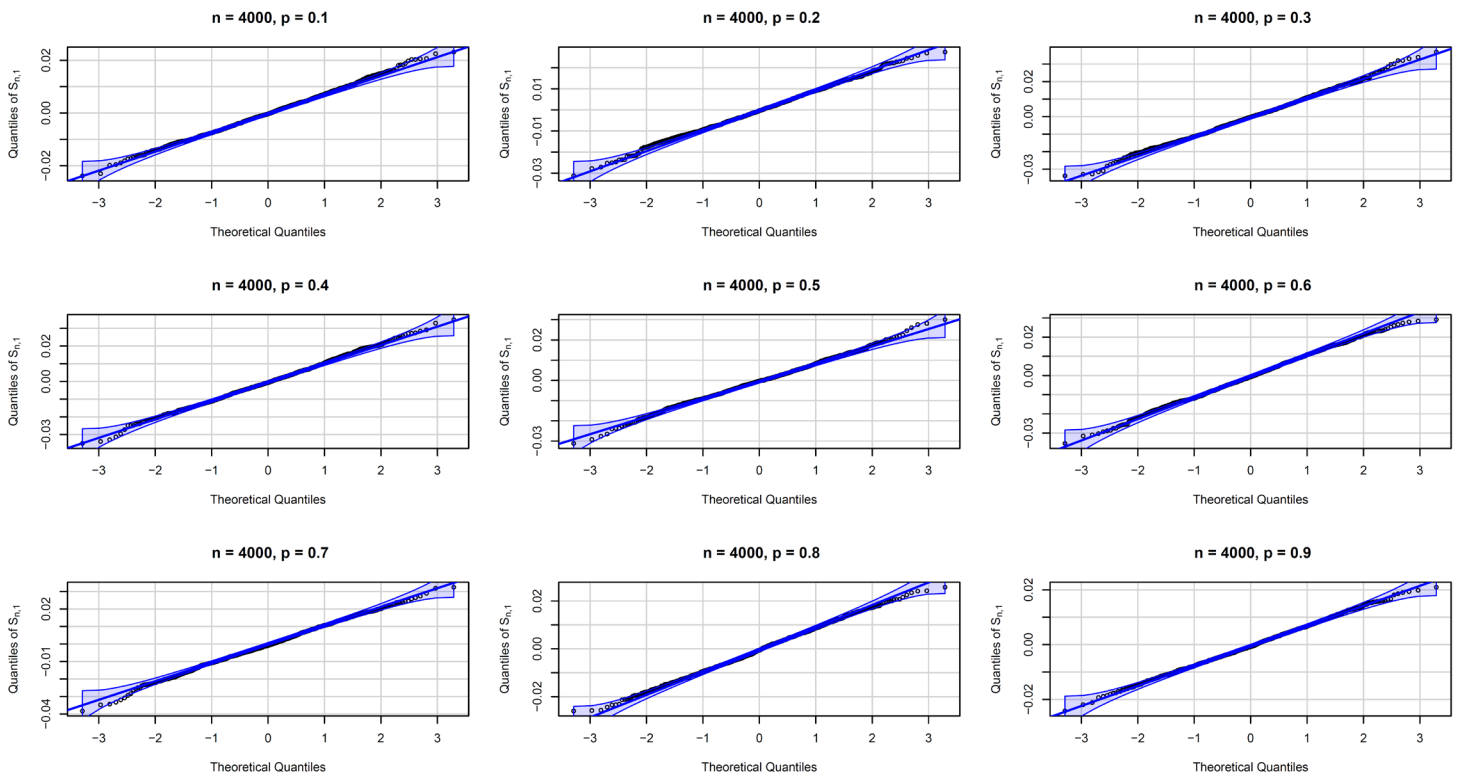 n = 4000, p = 0.1
n = 4000, p = 0.2
n = 4000, p = 0.3
Quantiles of Sn,1
0.02
0.00
−0.02
−3 −2 −1 0 1 2 3
Theoretical Quantiles
Quantiles of Sn,1
0.01
−0.01
−0.03
−3 −2 −1 0 1 2 3
Theoretical Quantiles
Quantiles of Sn,1
0.02
0.00
−0.03
−3 −2 −1 0 1 2 3
Theoretical Quantiles
n = 4000, p = 0.4
n = 4000, p = 0.5
n = 4000, p = 0.6
Quantiles of Sn,1
0.02
0.00
−0.03
−3 −2 −1 0 1 2 3
Theoretical Quantiles
Quantiles of Sn,1
0.02
0.00
−0.03
−3 −2 −1 0 1 2 3
Theoretical Quantiles
Quantiles of Sn,1
0.02
0.00
−0.03
−3 −2 −1 0 1 2 3
Theoretical Quantiles
n = 4000, p = 0.7
n = 4000, p = 0.8
n = 4000, p = 0.9
Quantiles of Sn,1
0.02
−0.01
−0.04
−3 −2 −1 0 1 2 3
Theoretical Quantiles
Quantiles of Sn,1
0.02
0.00
−0.02
−3 −2 −1 0 1 2 3
Theoretical Quantiles
Quantiles of Sn,1
0.02
0.00
−0.02
−3 −2 −1 0 1 2 3
Theoretical Quantiles